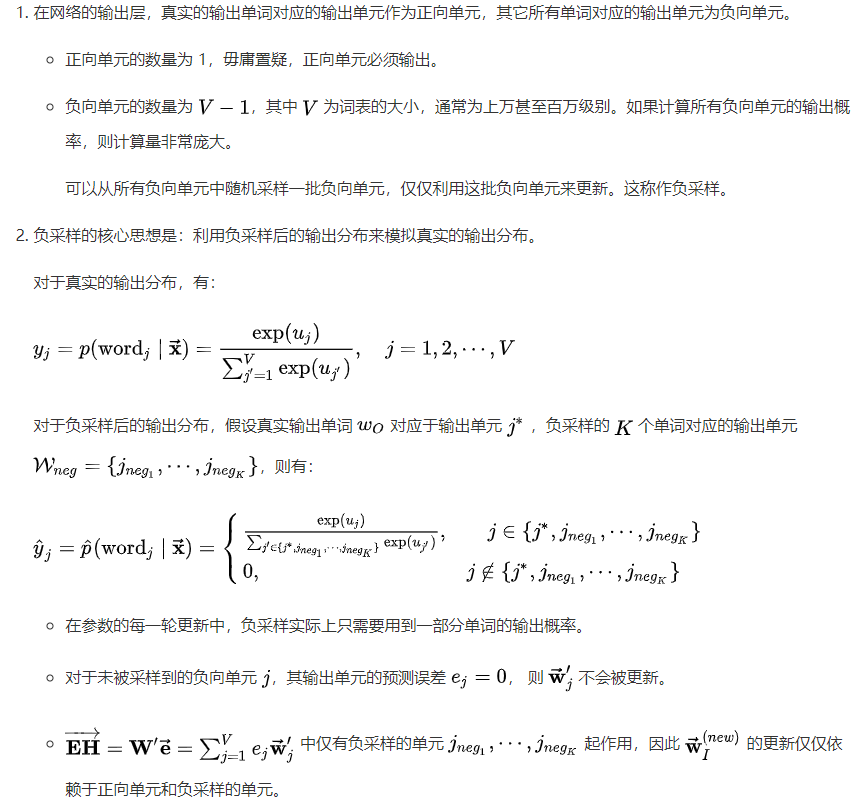 1. 在网络的输出层，真实的输出单词对应的输出单元作为正向单元，其它所有单词对应的输出单元为负向单元。
○ 正向单元的数量为 1，毋庸置疑，正向单元必须输出。
○ 负向单元的数量为 V − 1，其中 V 为词表的大小，通常为上万甚至百万级别。如果计算所有负向单元的输出概
率，则计算量非常庞大。
可以从所有负向单元中随机采样一批负向单元，仅仅利用这批负向单元来更新。这称作负采样。
2. 负采样的核心思想是：利用负采样后的输出分布来模拟真实的输出分布。
对于真实的输出分布，有：
$y_j = p(\text{word}_j \mid \vec{\mathbf{x}}) = \frac{\exp(u_j)}{\sum_{j'=1}^{V} \exp(u_{j'})}, \quad j = 1, 2, \cdots, V$
对于负采样后的输出分布，假设真实输出单词 $w_O$ 对应于输出单元 $j^*$ ，负采样的 $K$ 个单词对应的输出单元
$\mathcal{W}_{neg} = \{j_{neg_1}, \cdots, j_{neg_K}\}$，则有：
$\hat{y}_j = \hat{p}(\text{word}_j \mid \vec{\mathbf{x}}) = \begin{cases} \frac{\exp(u_j)}{\sum_{j' \in \{j^*, j_{neg_1}, \cdots, j_{neg_K}\}} \exp(u_{j'})}, & j \in \{j^*, j_{neg_1}, \cdots, j_{neg_K}\} \\ 0, & j \notin \{j^*, j_{neg_1}, \cdots, j_{neg_K}\} \end{cases}$
○ 在参数的每一轮更新中，负采样实际上只需要用到一部分单词的输出概率。
○ 对于未被采样到的负向单元 $j$，其输出单元的预测误差 $e_j = 0$， 则 $\vec{\mathbf{w}}'_j$ 不会被更新。
○ $\overrightarrow{\mathbf{EH}} = \mathbf{W}'\vec{\mathbf{e}} = \sum_{j=1}^{V} e_j \vec{\mathbf{w}}'_j$ 中仅有负采样的单元 $j_{neg_1}, \cdots, j_{neg_K}$ 起作用，因此 $\vec{\mathbf{w}}_I^{(new)}$ 的更新仅仅依
赖于正向单元和负采样的单元。